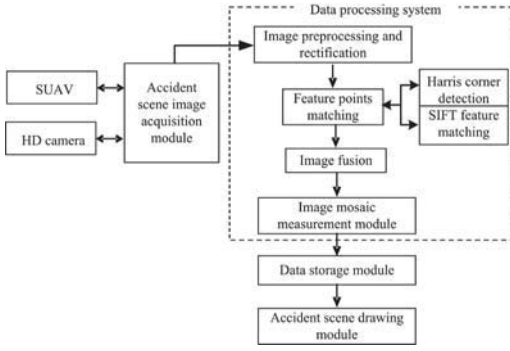 Data processing system
Image preprocessing and
rectification
SUAV
HD camera
Accident
scene image
acquisition
module
Feature points
matching
Harris corner
detection
SIFT feature
matching
Image fusion
Image mosaic
measurement module
Data storage module
Accident scene drawing
module